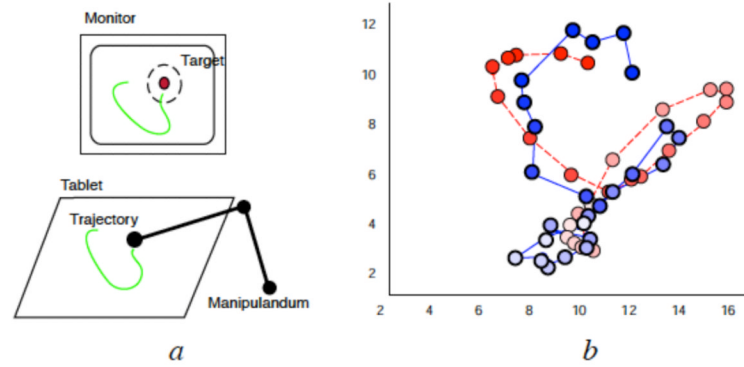 Monitor
Target
Tablet
Trajectory
Manipulandum
a
12
10
8
6
4
2
2 4 6 8 10 12 14 16
b